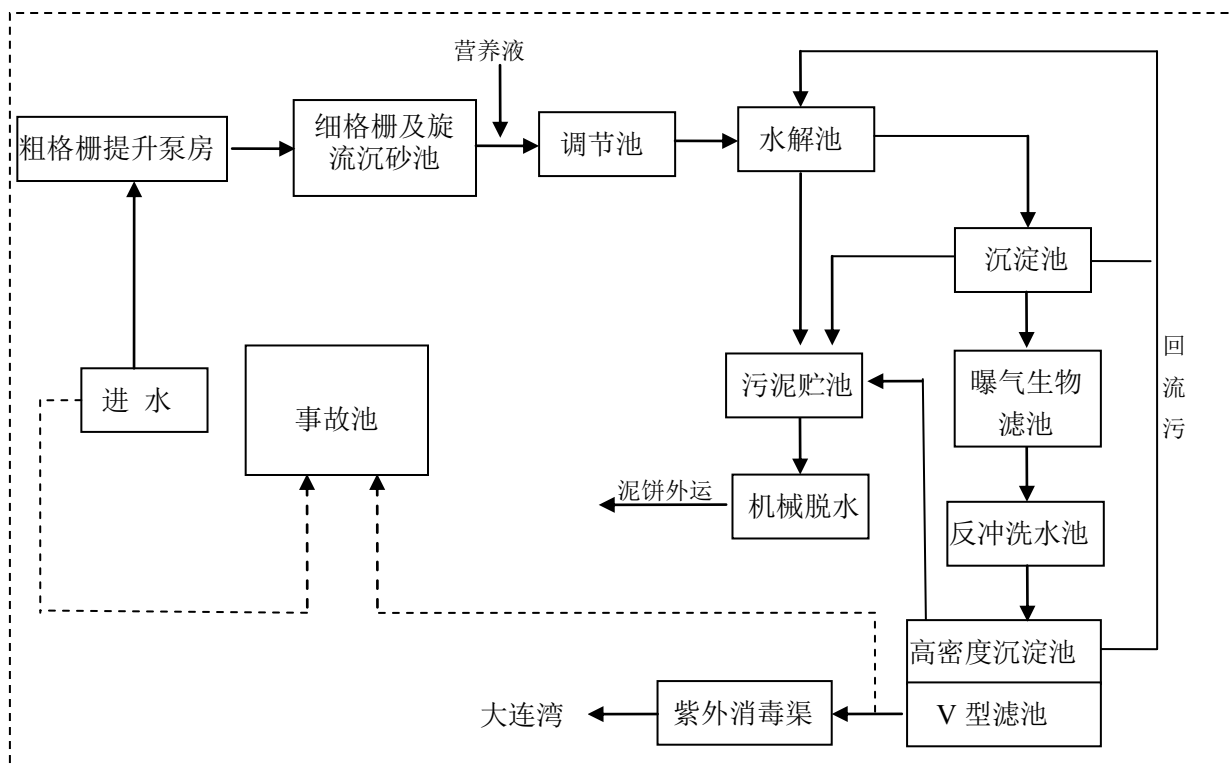 营养液
粗格栅提升泵房
细格栅及旋
流沉砂池
调节池
水解池
沉淀池
进 水
事故池
污泥贮池
曝气生物
滤池
回
流
污
泥饼外运
机械脱水
反冲洗水池
高密度沉淀池
大连湾
紫外消毒渠
V 型滤池